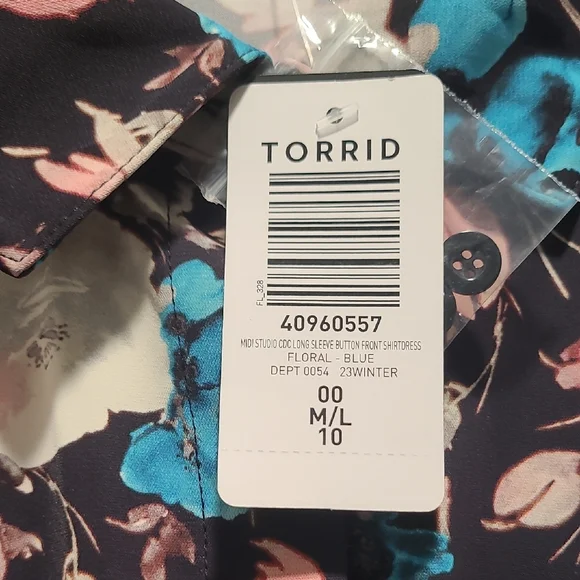 TORRID
FL_328
40960557
MIDI STUDIO CDC LONG SLEEVE BUTTON FRONT SHIRTDRESS
FLORAL - BLUE
DEPT 0054 23WINTER
00
M/L
10